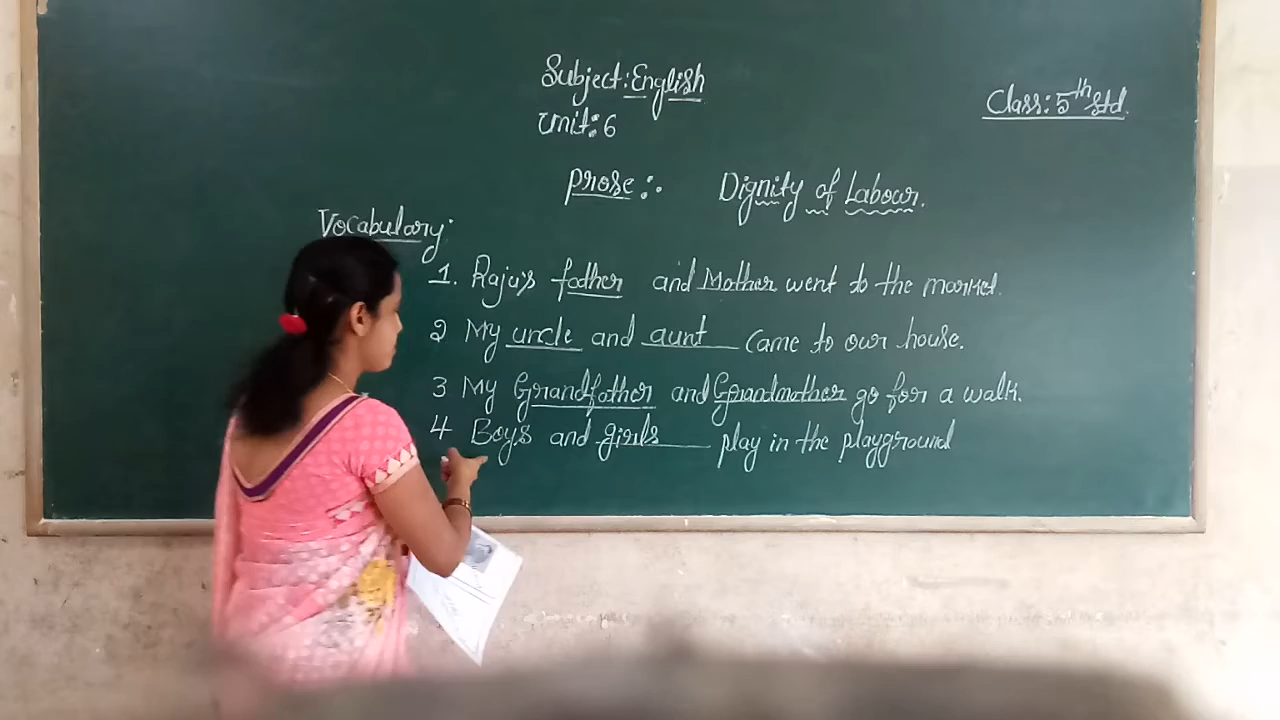 Subject: English
Unit: 6
Class: 5th Std.
Prose :. Dignity of Labour.
Vocabulary:
1. Raju's father and Mother went to the market.
2 My uncle and aunt came to our house.
3 My Grandfather and Grandmother go for a walk.
4 Boys and girls play in the playground